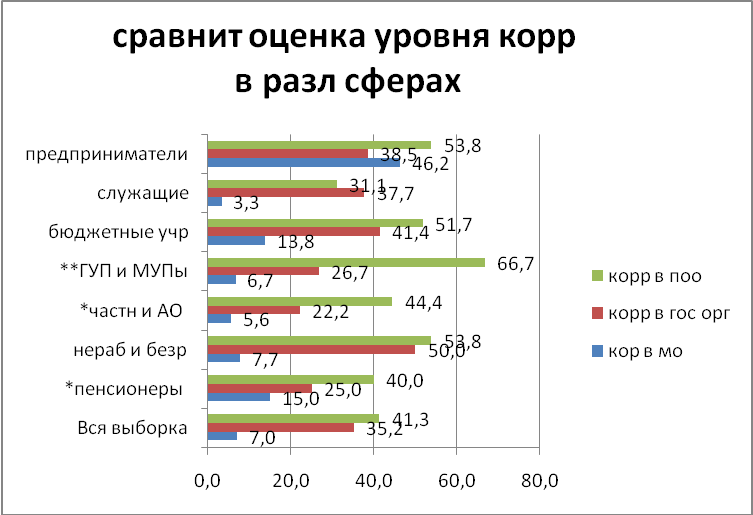 сравнит оценка уровня корр
в разл сферах
предприниматели
53,8
38,5
46,2
служащие
31,1
37,7
3,3
бюджетные учр
51,7
41,4
13,8
**ГУП и МУПы
66,7
26,7
6,7
*частн и АО
44,4
22,2
5,6
нераб и безр
53,8
50,0
7,7
*пенсионеры
40,0
25,0
15,0
Вся выборка
41,3
35,2
7,0
0,0 20,0 40,0 60,0 80,0
корр в поо
корр в гос орг
кор в мо